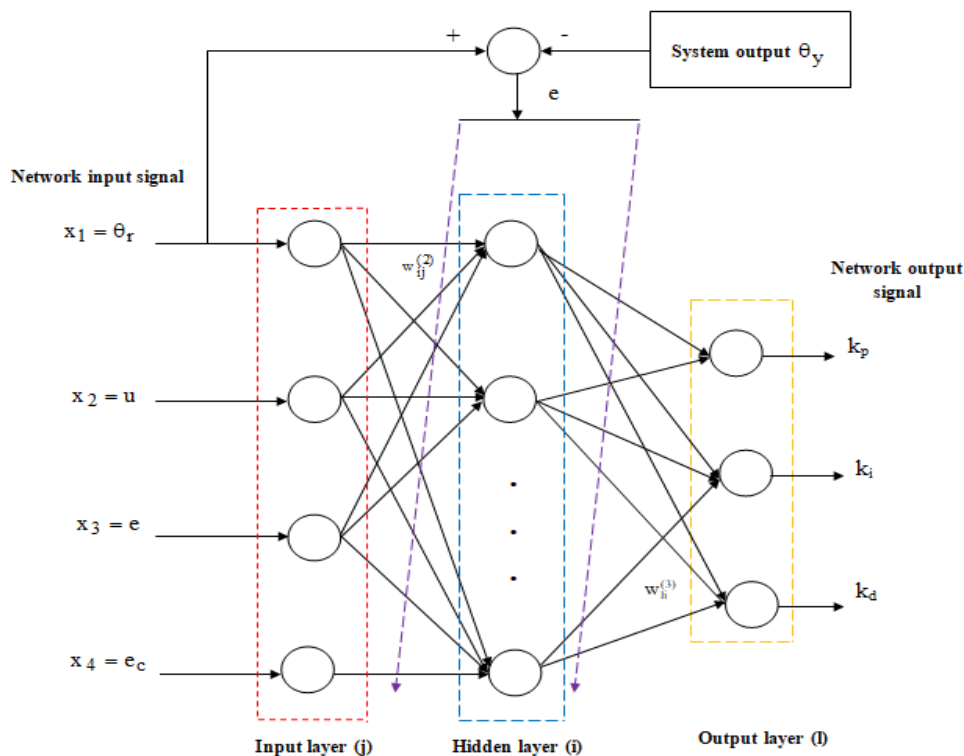 +
-
System output θy
e
Network input signal
x1 = θr
w(2)ij
Network output
signal
kp
x2 = u
ki
x3 = e
w(3)li
kd
x4 = ec
Input layer (j)
Hidden layer (i)
Output layer (l)